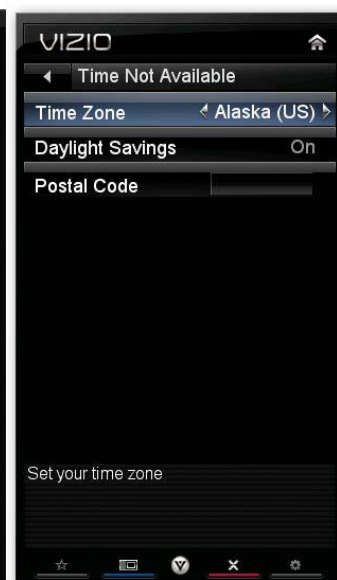 VIZIO
Time Not Available
Time Zone Alaska (US)
Daylight Savings On
Postal Code
Set your time zone
V